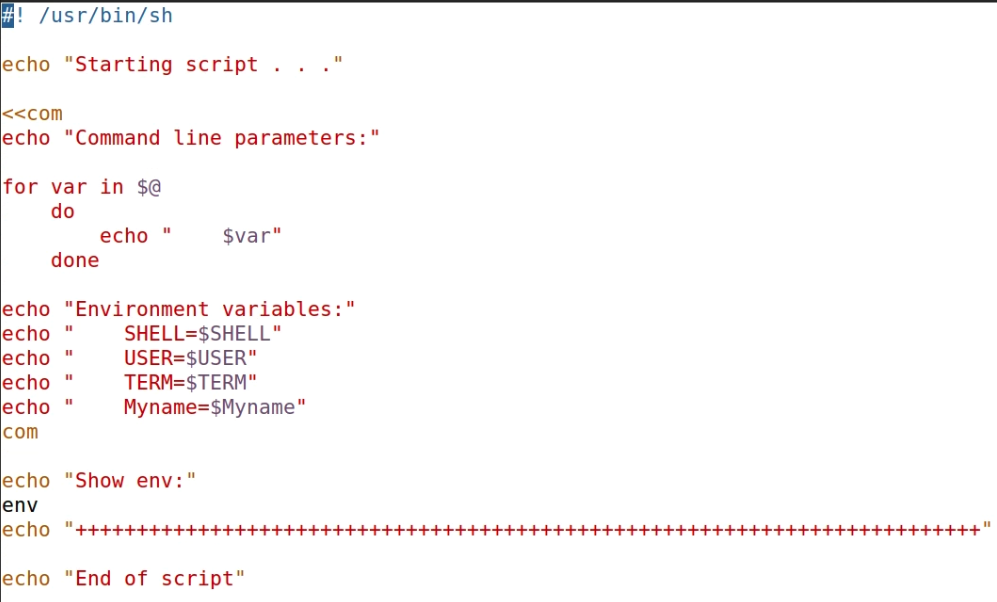 #! /usr/bin/sh
echo "Starting script . . ."
<<com
echo "Command line parameters:"
for var in $@
    do
        echo "    $var"
    done
echo "Environment variables:"
echo "    SHELL=$SHELL"
echo "    USER=$USER"
echo "    TERM=$TERM"
echo "    Myname=$Myname"
com
echo "Show env:"
env
echo "++++++++++++++++++++++++++++++++++++++++++++++++++++++++++++++++++++++++++"
echo "End of script"